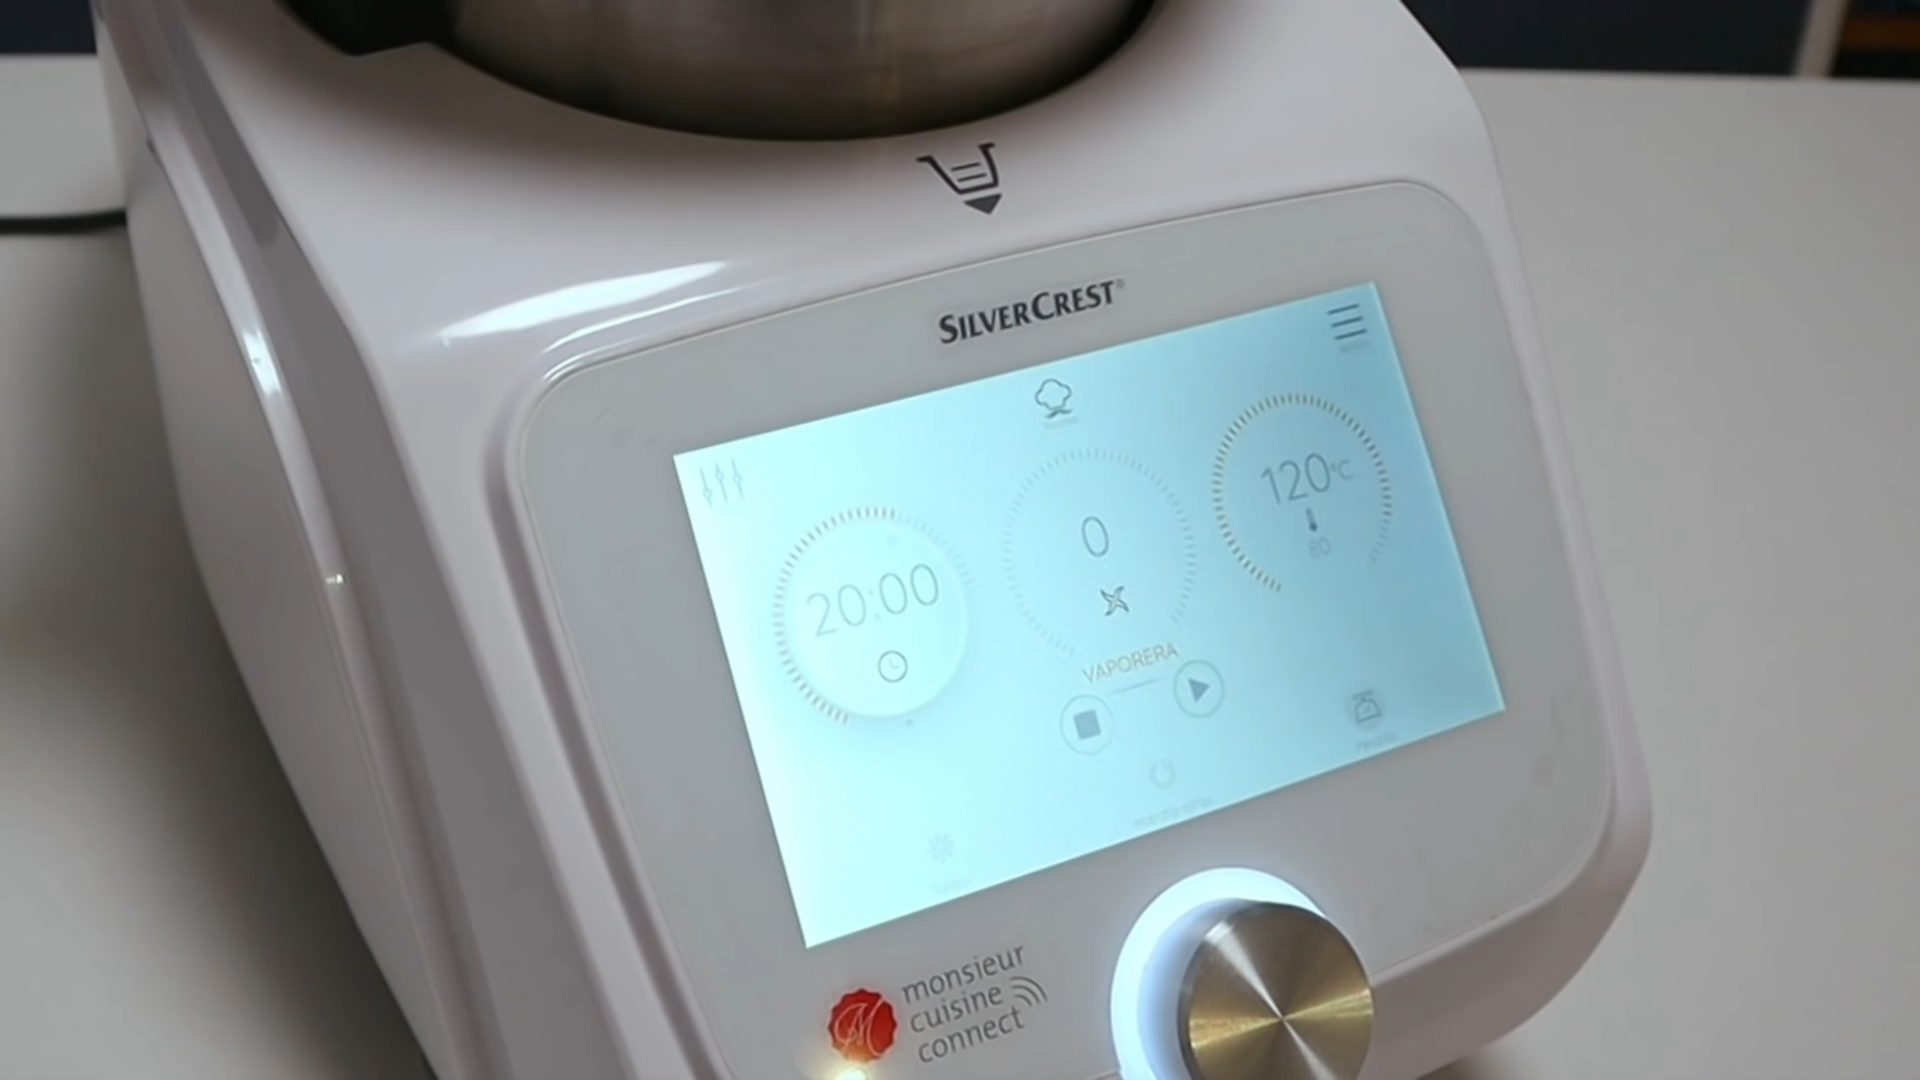 SILVERCREST®
120°C
80
0
20:00
VAPORERA
monsieur
cuisine
connect